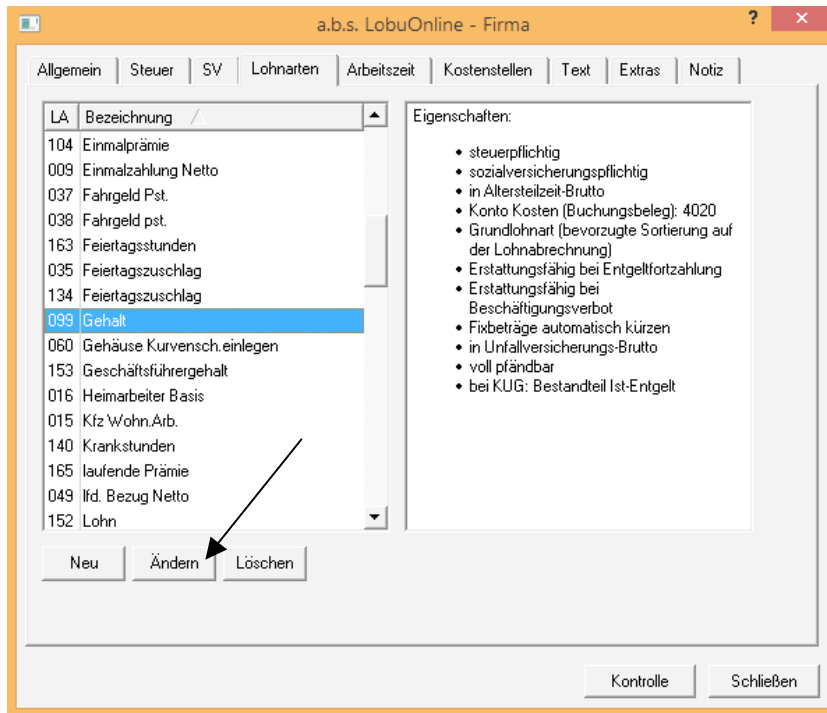 a.b.s. LobuOnline - Firma
? ×
Allgemein Steuer SV Lohnarten Arbeitszeit Kostenstellen Text Extras Notiz
LA Bezeichnung
104 Einmalprämie
009 Einmalzahlung Netto
037 Fahrgeld Pst.
038 Fahrgeld pst.
163 Feiertagsstunden
035 Feiertagszuschlag
134 Feiertagszuschlag
099 Gehalt
060 Gehäuse Kurvensch.einlegen
153 Geschäftsführergehalt
016 Heimarbeiter Basis
015 Kfz Wohn.Arb.
140 Krankstunden
165 laufende Prämie
049 lfd. Bezug Netto
152 Lohn
Eigenschaften:
• steuerpflichtig
• sozialversicherungspflichtig
• in Altersteilzeit-Brutto
• Konto Kosten (Buchungsbeleg): 4020
• Grundlohnart (bevorzugte Sortierung auf
der Lohnabrechnung)
• Erstattungsfähig bei Entgeltfortzahlung
• Erstattungsfähig bei
Beschäftigungsverbot
• Fixbeträge automatisch kürzen
• in Unfallversicherungs-Brutto
• voll pfändbar
• bei KUG: Bestandteil Ist-Entgelt
Neu Ändern Löschen
Kontrolle Schließen